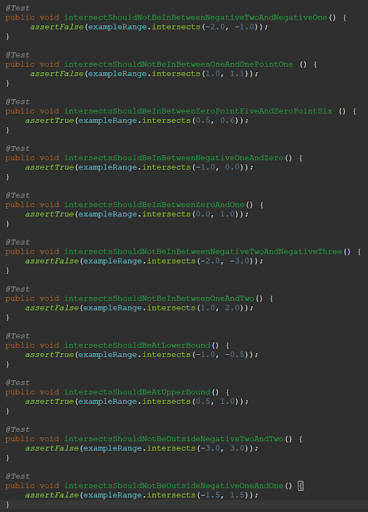 @Test
public void intersectShouldNotBeInBetweenNegativeTwoAndNegativeOne() {
assertFalse(exampleRange.intersects(-2.0, -1.0));
}
@Test
public void intersectsShouldNotBeInBetweenOneAndOnePointOne () {
assertFalse(exampleRange.intersects(1.0, 1.1));
}
@Test
public void intersectsShouldBeInBetweenZeroPointFiveAndZeroPointSix () {
assertTrue(exampleRange.intersects(0.5, 0.6));
}
@Test
public void intersectsShouldBeInBetweenNegativeOneAndZero() {
assertTrue(exampleRange.intersects(-1.0, 0.0));
}
@Test
public void intersectsShouldBeInBetweenZeroAndOne() {
assertTrue(exampleRange.intersects(0.0, 1.0));
}
@Test
public void intersectsShouldNotBeInBetweenNegativeTwoAndNegativeThree() {
assertFalse(exampleRange.intersects(-2.0, -3.0));
}
@Test
public void intersectsShouldNotBeInBetweenOneAndTwo() {
assertFalse(exampleRange.intersects(1.0, 2.0));
}
@Test
public void intersectsShouldBeAtLowerBound() {
assertTrue(exampleRange.intersects(-1.0, -0.5));
}
@Test
public void intersectsShouldBeAtUpperBound() {
assertTrue(exampleRange.intersects(0.5, 1.0));
}
@Test
public void intersectsShouldNotBeOutsideNegativeTwoAndTwo() {
assertFalse(exampleRange.intersects(-3.0, 3.0));
}
@Test
public void intersectsShouldNotBeOutsideNegativeOneAndOne() {
assertFalse(exampleRange.intersects(-1.5, 1.5));
}